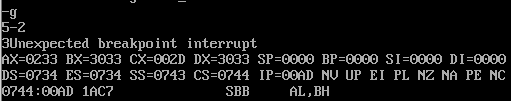 -g
5-2
3Unexpected breakpoint interrupt
AX=0233 BX=3033 CX=002D DX=3033 SP=0000 BP=0000 SI=0000 DI=0000
DS=0734 ES=0734 SS=0743 CS=0744 IP=00AD NV UP EI PL NZ NA PE NC
0744:00AD 1AC7 SBB AL,BH